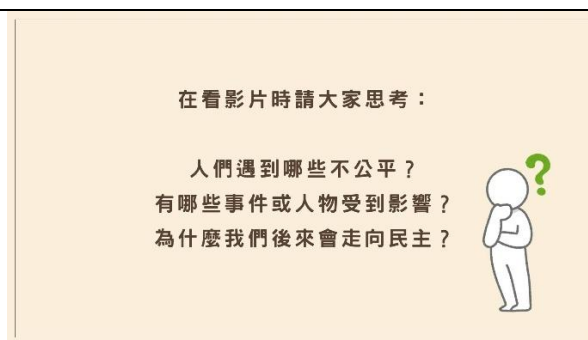 在看影片時請大家思考：
人們遇到哪些不公平？
有哪些事件或人物受到影響？
為什麼我們後來會走向民主？
?